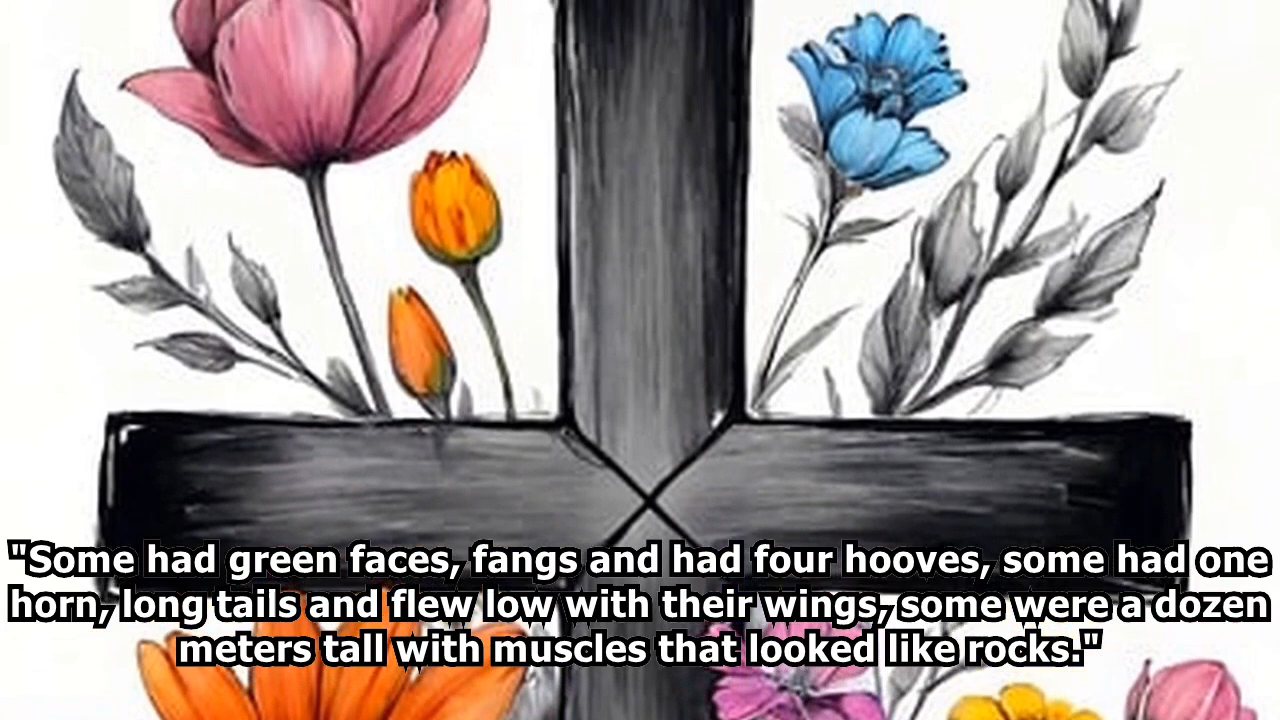 "Some had green faces, fangs and had four hooves, some had one
horn, long tails and flew low with their wings, some were a dozen
meters tall with muscles that looked like rocks."